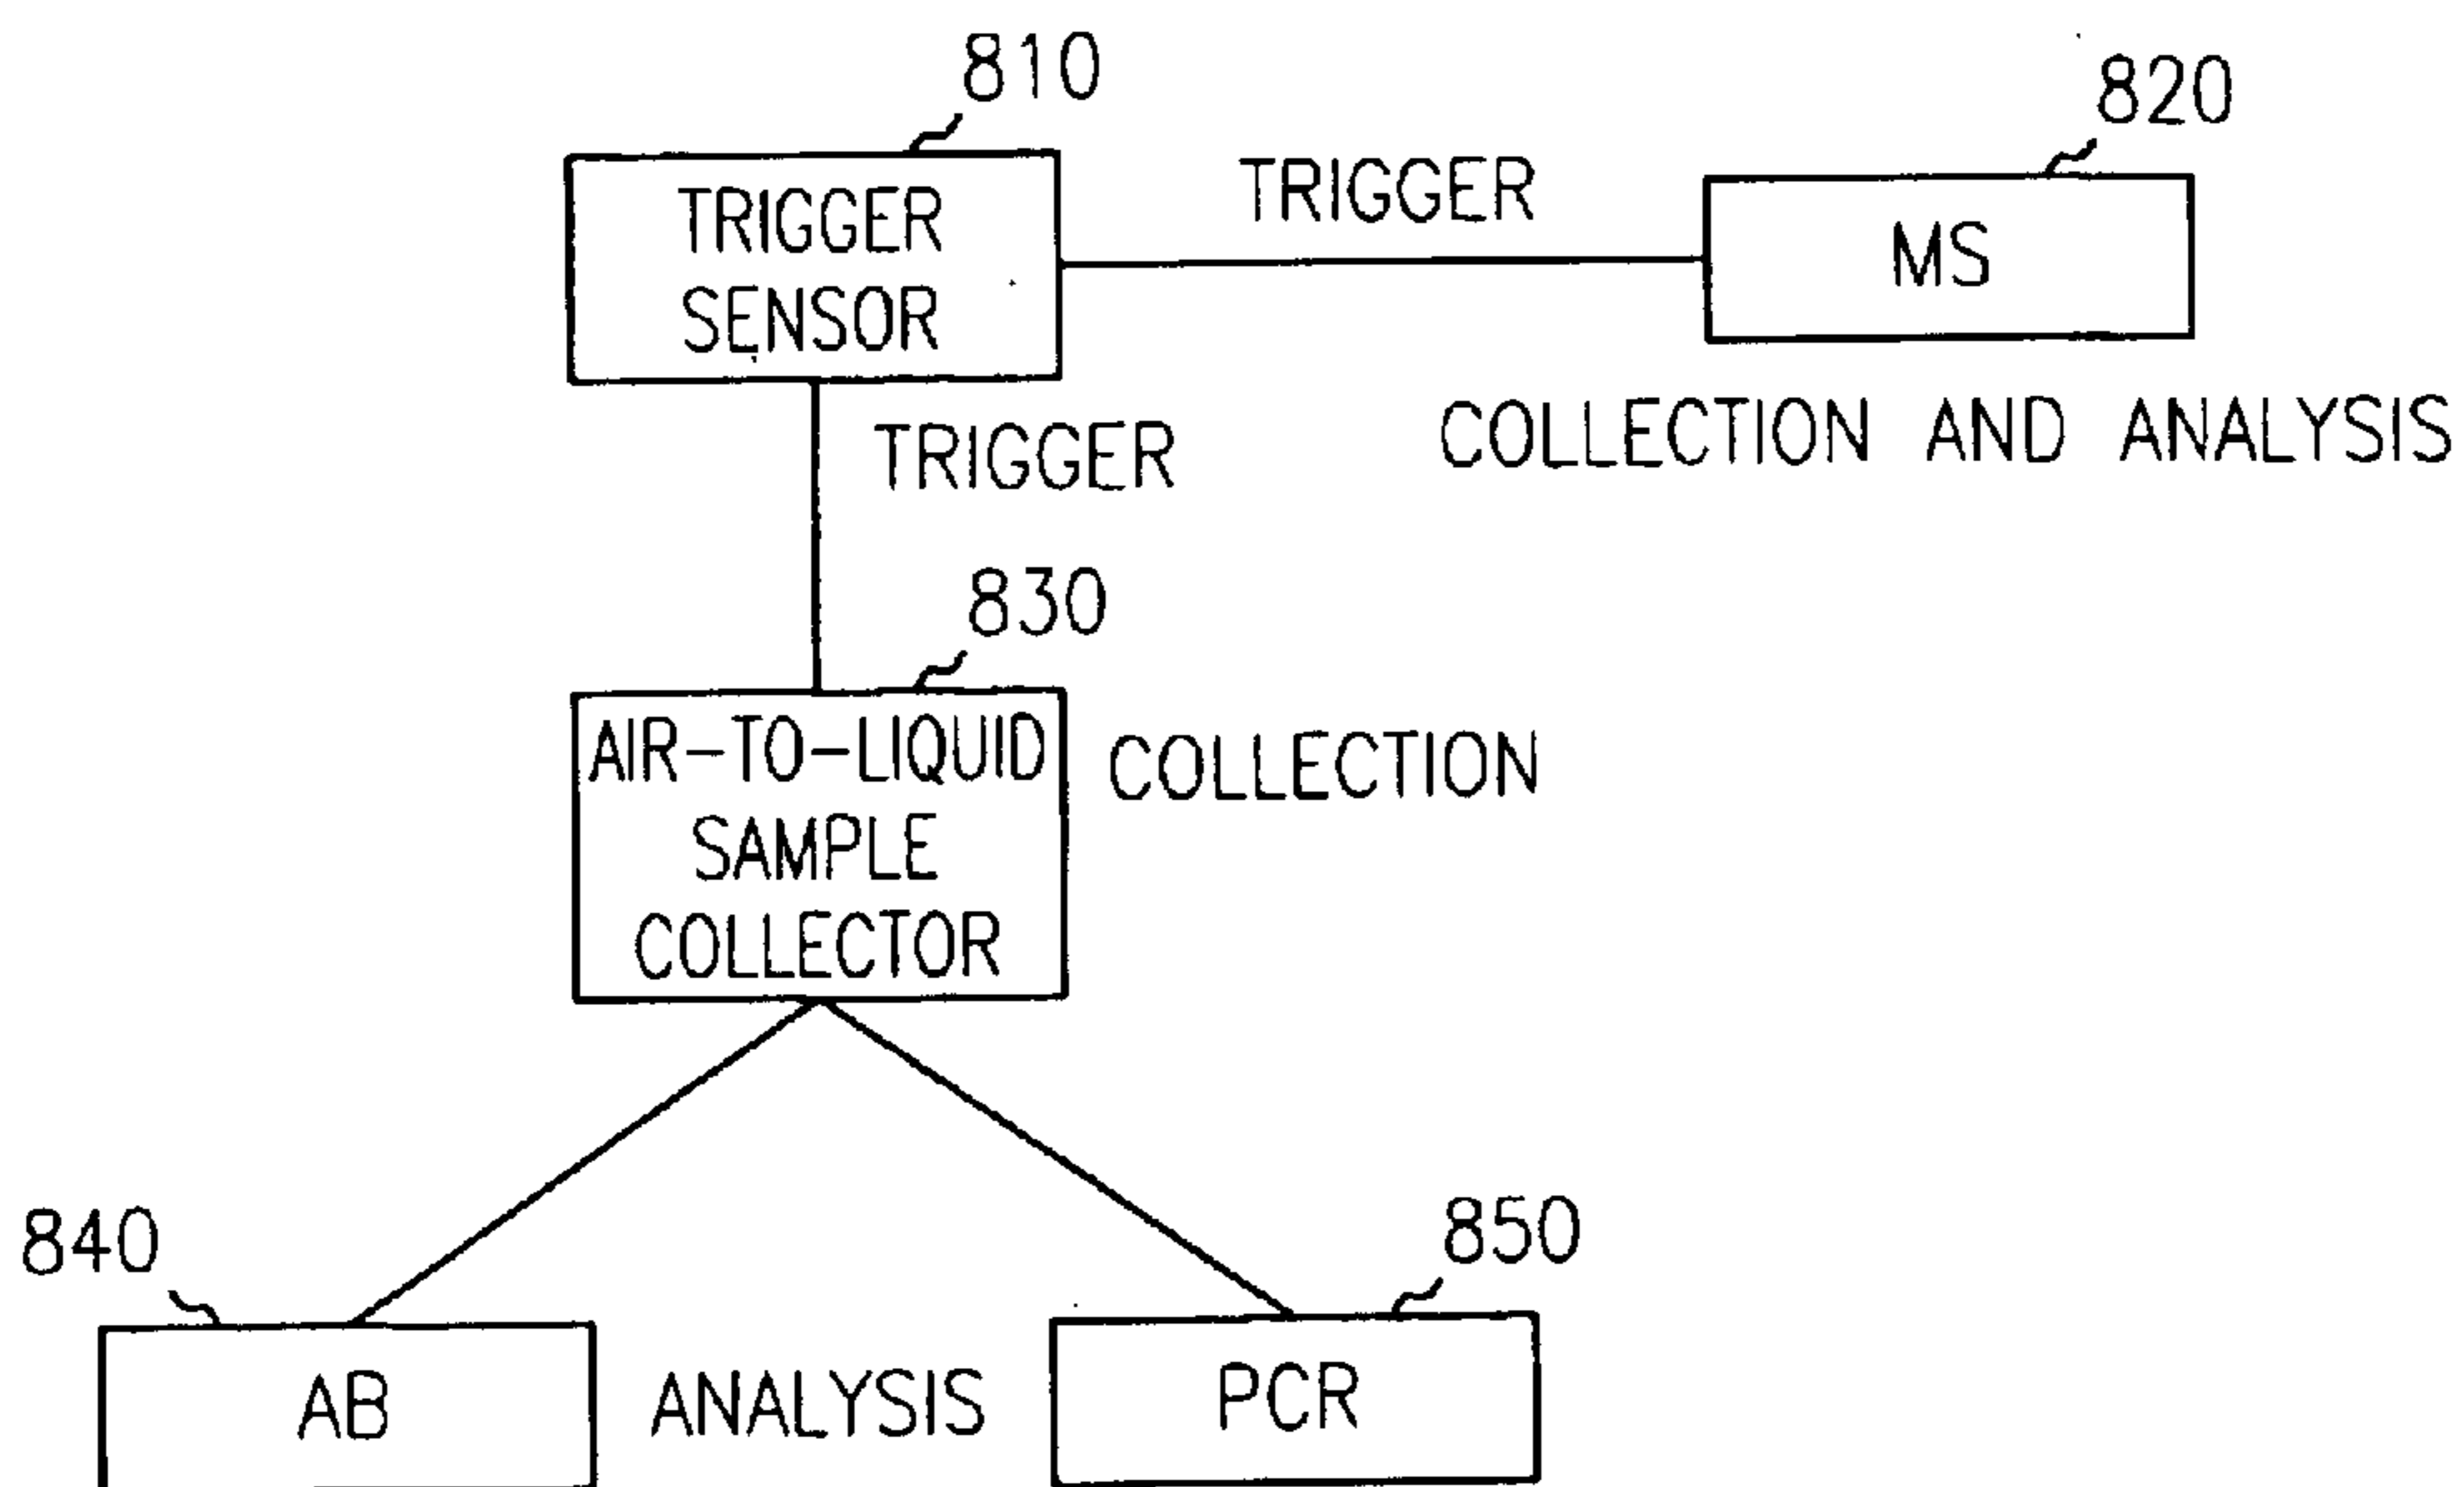 810
820
TRIGGER
SENSOR
TRIGGER
MS
TRIGGER
COLLECTION AND ANALYSIS
830
AIR-TO-LIQUID
SAMPLE
COLLECTOR
COLLECTION
840
850
AB
ANALYSIS
PCR